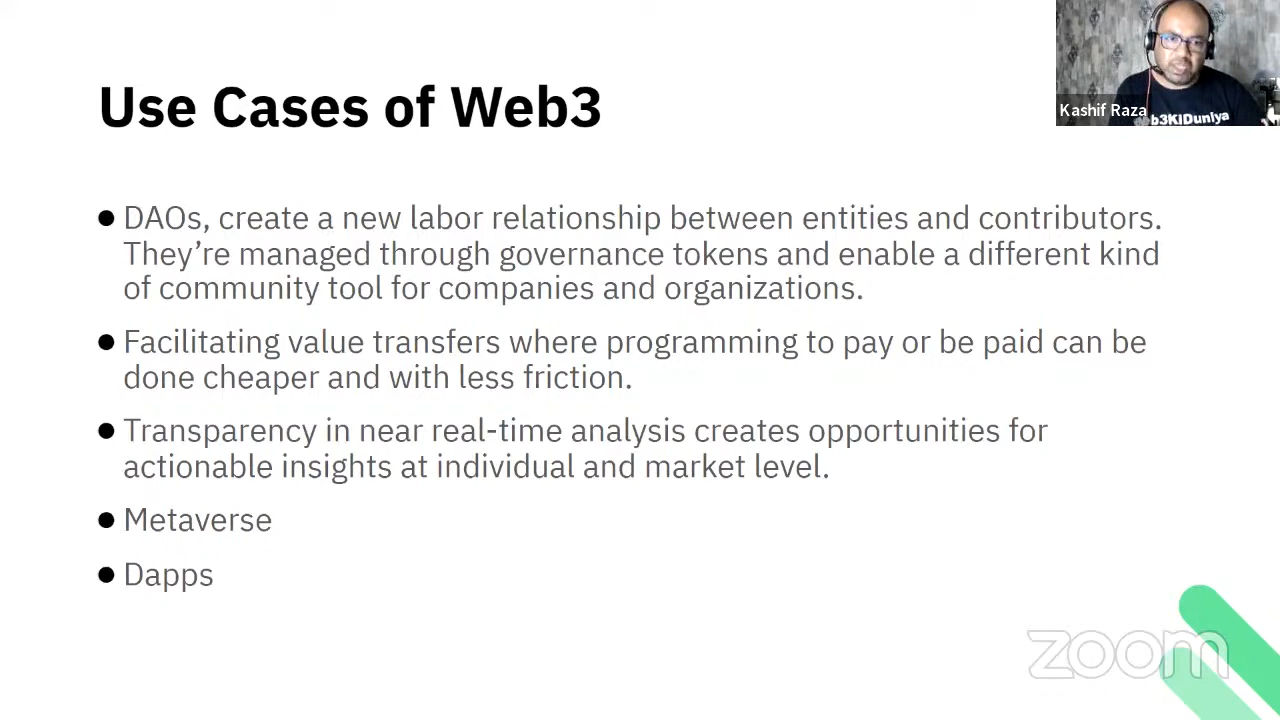 Use Cases of Web3
● DAOs, create a new labor relationship between entities and contributors.
They’re managed through governance tokens and enable a different kind
of community tool for companies and organizations.
● Facilitating value transfers where programming to pay or be paid can be
done cheaper and with less friction.
● Transparency in near real-time analysis creates opportunities for
actionable insights at individual and market level.
● Metaverse
● Dapps
Kashif Raza
b3KIDuniya
zoom